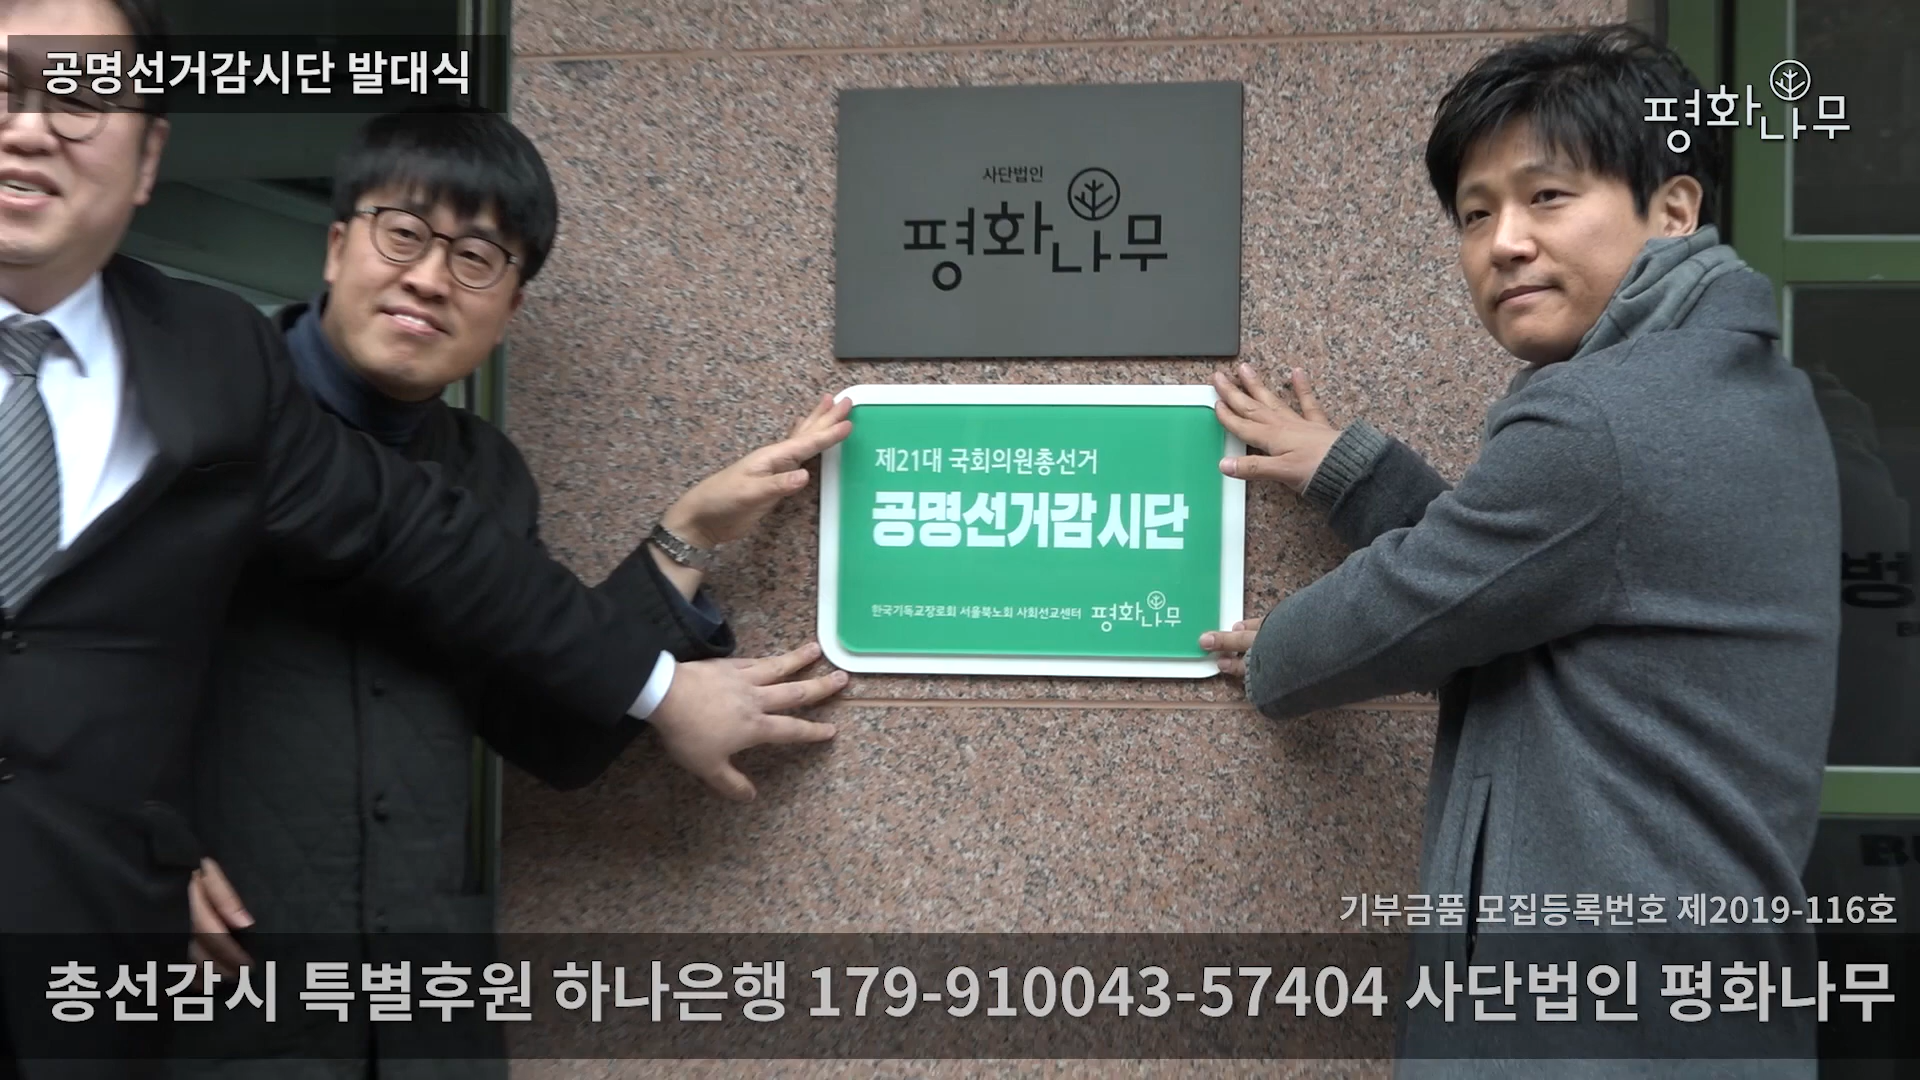 공명선거감시단 발대식
평화나무
사단법인
평화나무
제21대 국회의원총선거
공명선거감시단
한국기독교장로회 서울북노회 사회선교센터 평화나무
기부금품 모집등록번호 제2019-116호
총선감시 특별후원 하나은행 179-910043-57404 사단법인 평화나무